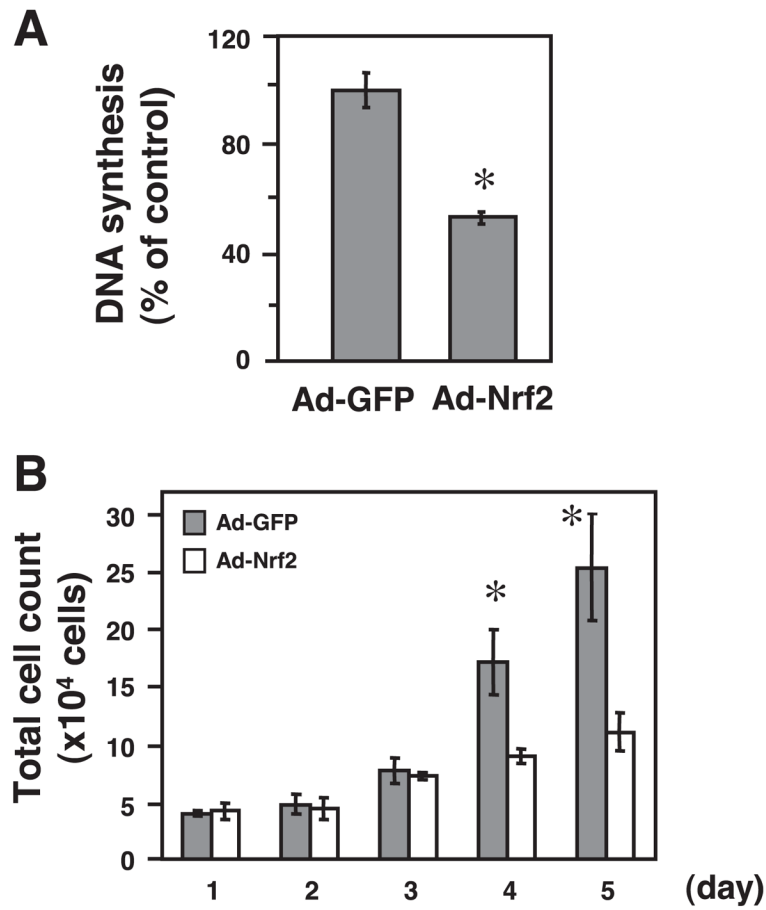 A
DNA synthesis
(% of control)
120
80
40
0
*
Ad-GFP Ad-Nrf2
B
Total cell count
(x10⁴ cells)
30
25
20
15
10
5
0
Ad-GFP
Ad-Nrf2
*
*
1 2 3 4 5 (day)